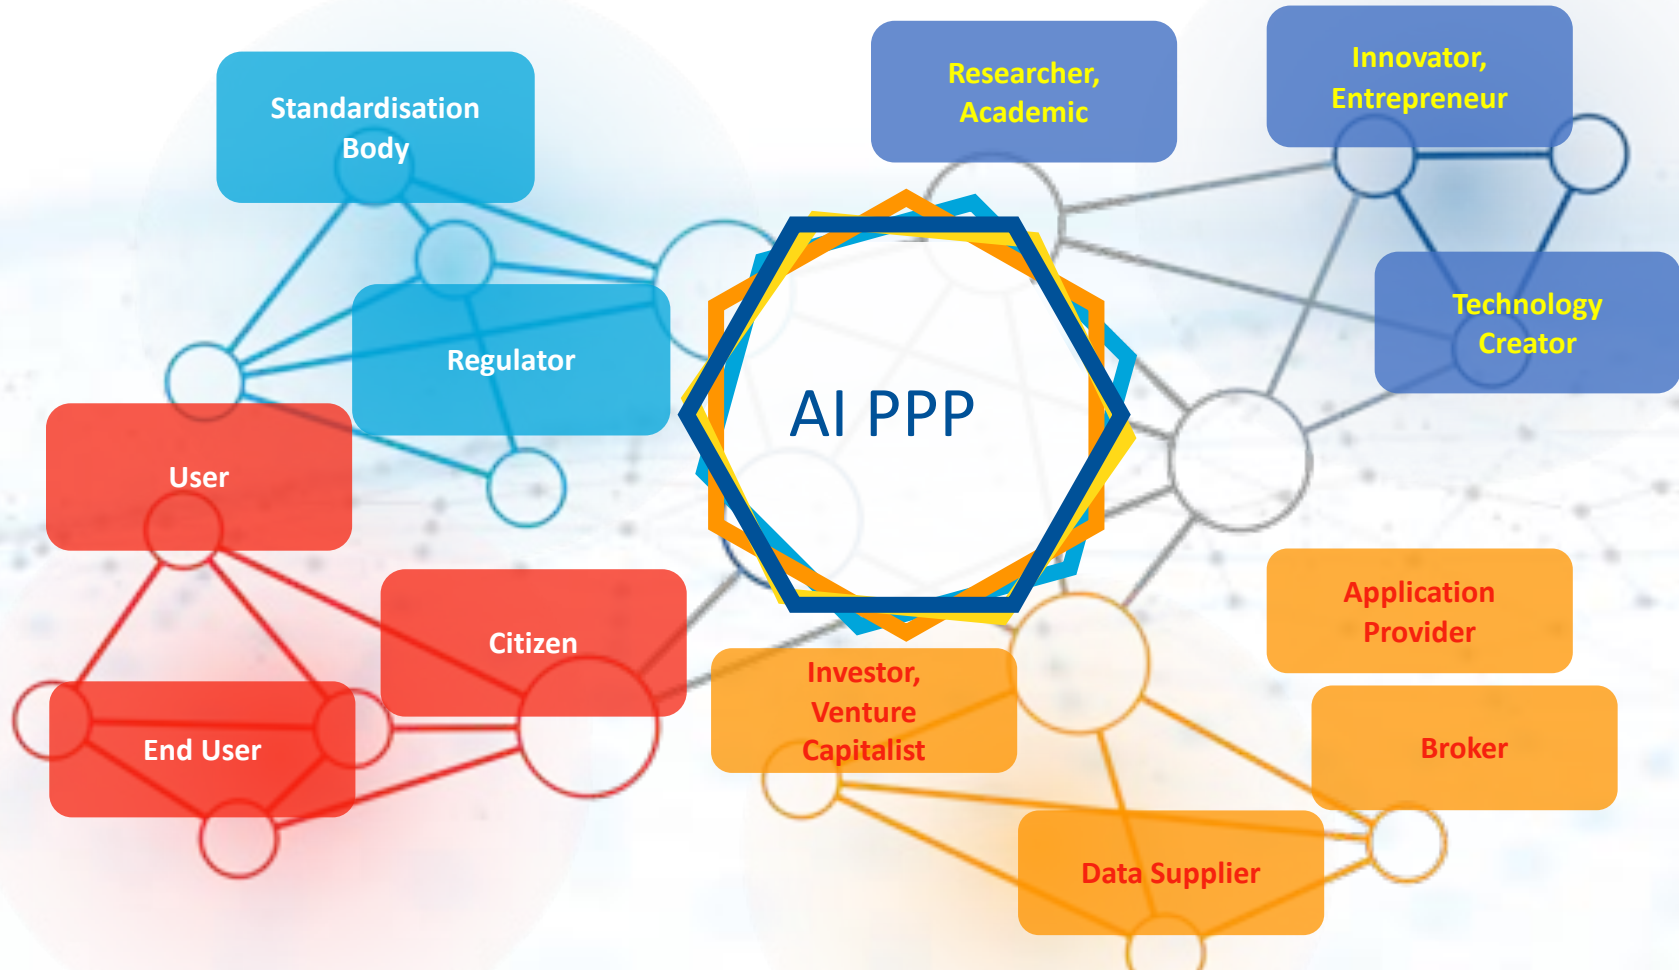 Standardisation
Body
Researcher,
Academic
Innovator,
Entrepreneur
Regulator
Technology
Creator
AI PPP
User
Citizen
End User
Investor,
Venture
Capitalist
Application
Provider
Broker
Data Supplier